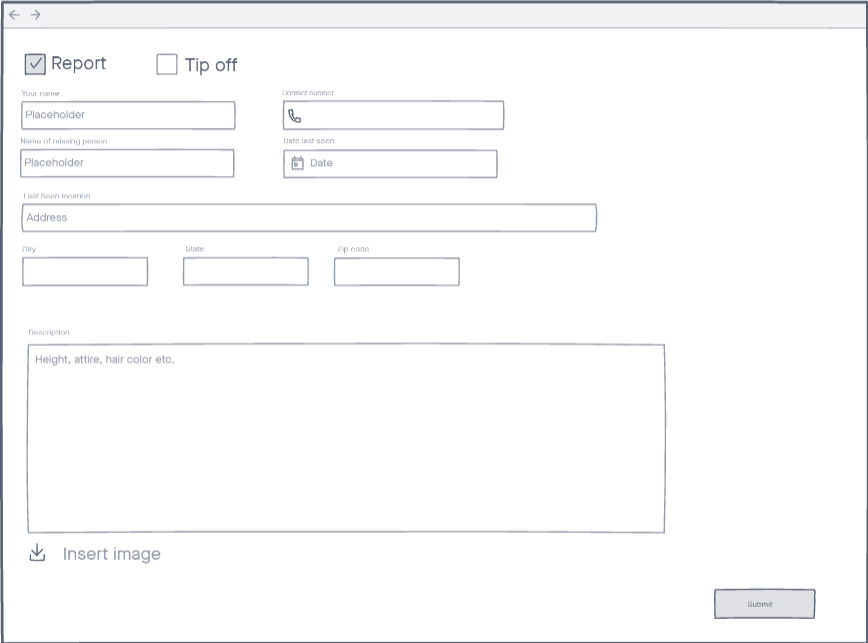 Report
Tip off
Your name
Contact number
Placeholder
Name of missing person
Date last seen
Placeholder
Date
Last Seen location
Address
City
State
Zip code
Description
Height, attire, hair color etc.
Insert image
Submit